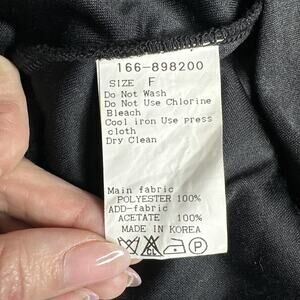 166-898200
SIZE F
Do Not Wash
Do Not Use Chlorine
Bleach
Cool iron Use press
cloth
Dry Clean
Main fabric
POLYESTER 100%
ADD-fabric
ACETATE 100%
MADE IN KOREA
CL P